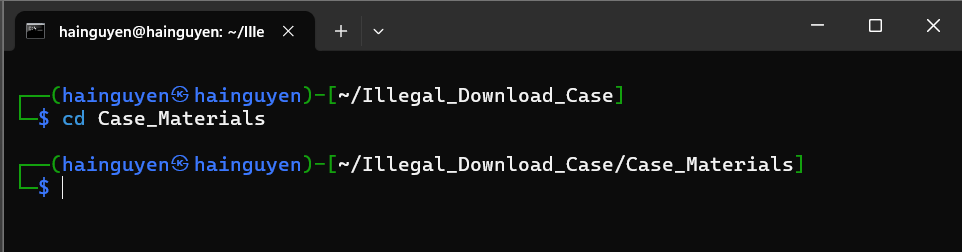 hainguyen@hainguyen: ~/Ille
┌──(hainguyen㉿hainguyen)-[~/Illegal_Download_Case]
└─$ cd Case_Materials
┌──(hainguyen㉿hainguyen)-[~/Illegal_Download_Case/Case_Materials]
└─$